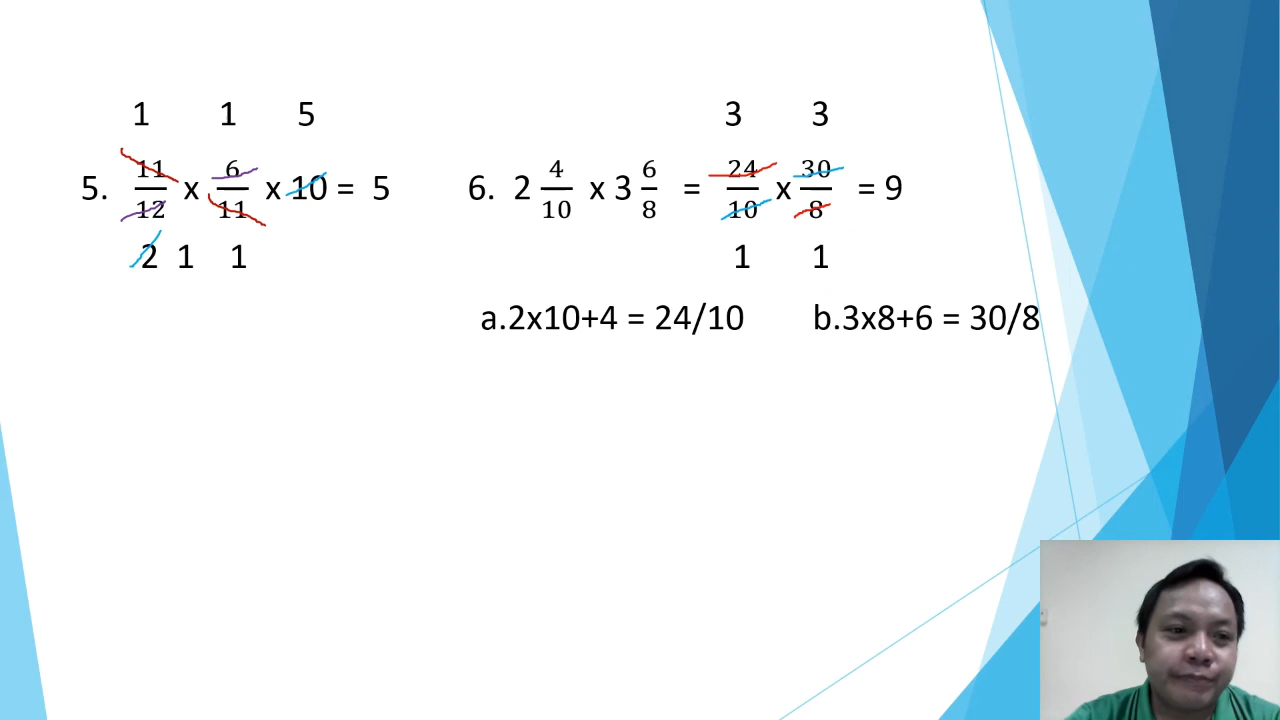 1 1 5
5. 11/12 x 6/11 x 10 = 5
2 1 1
3 3
6. 2 4/10 x 3 6/8 = 24/10 x 30/8 = 9
1 1
a.2x10+4 = 24/10
b.3x8+6 = 30/8